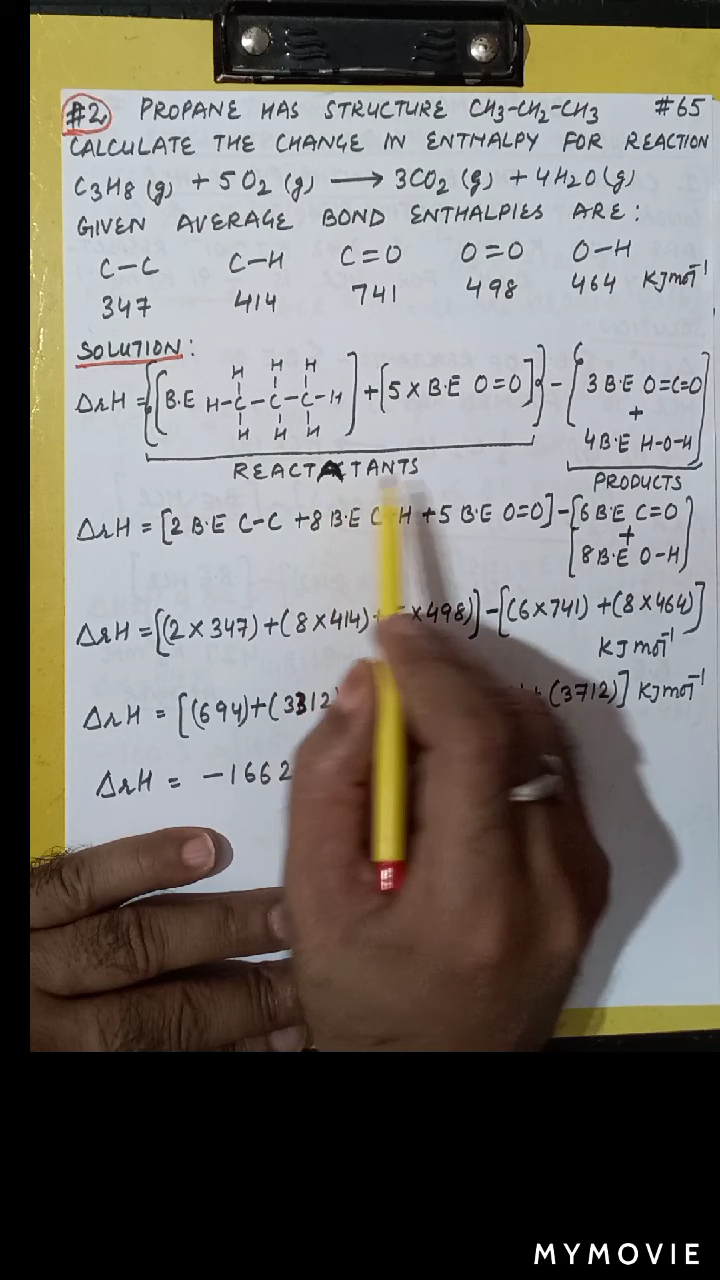 #2 PROPANE HAS STRUCTURE CH3-CH2-CH3 #65
CALCULATE THE CHANGE IN ENTHALPY FOR REACTION
C3H8 (g) + 5O2 (g) ⟶ 3CO2 (g) + 4H2O(g)
GIVEN AVERAGE BOND ENTHALPIES ARE:
C-C C-H C=O O=O O-H
347 414 741 498 464 KJmol⁻¹
SOLUTION:
H H H
ΔrH = {[B.E H-C-C-C-H] + [5 × B.E O=O]} - [3 B.E O=C=O
H H H
+
4B.E H-O-H]
REACTANTS
PRODUCTS
ΔrH = [2 B.E C-C + 8 B.E C-H + 5 B.E O=O] - [6 B.E C=O
+
8 B.E O-H]
ΔrH = [(2×347)+(8×414)+ ×498)] - [(6×741) + (8×464)]
KJmol⁻¹
ΔrH = [(694)+(3312 + (3712)] KJmol⁻¹
ΔrH = -1662
MYMOVIE